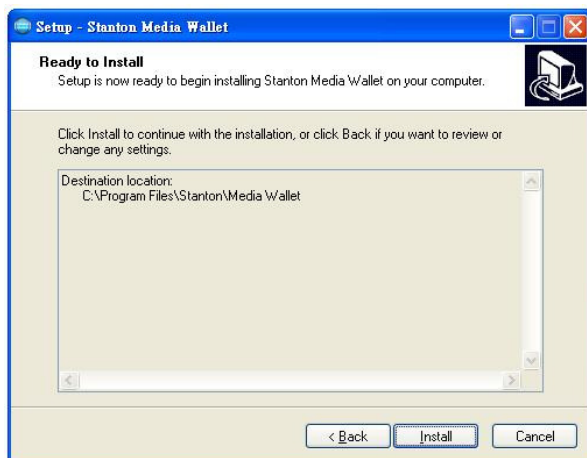 Setup - Stanton Media Wallet
Ready to Install
Setup is now ready to begin installing Stanton Media Wallet on your computer.
Click Install to continue with the installation, or click Back if you want to review or
change any settings.
Destination location:
C:\Program Files\Stanton\Media Wallet
< Back
Install
Cancel